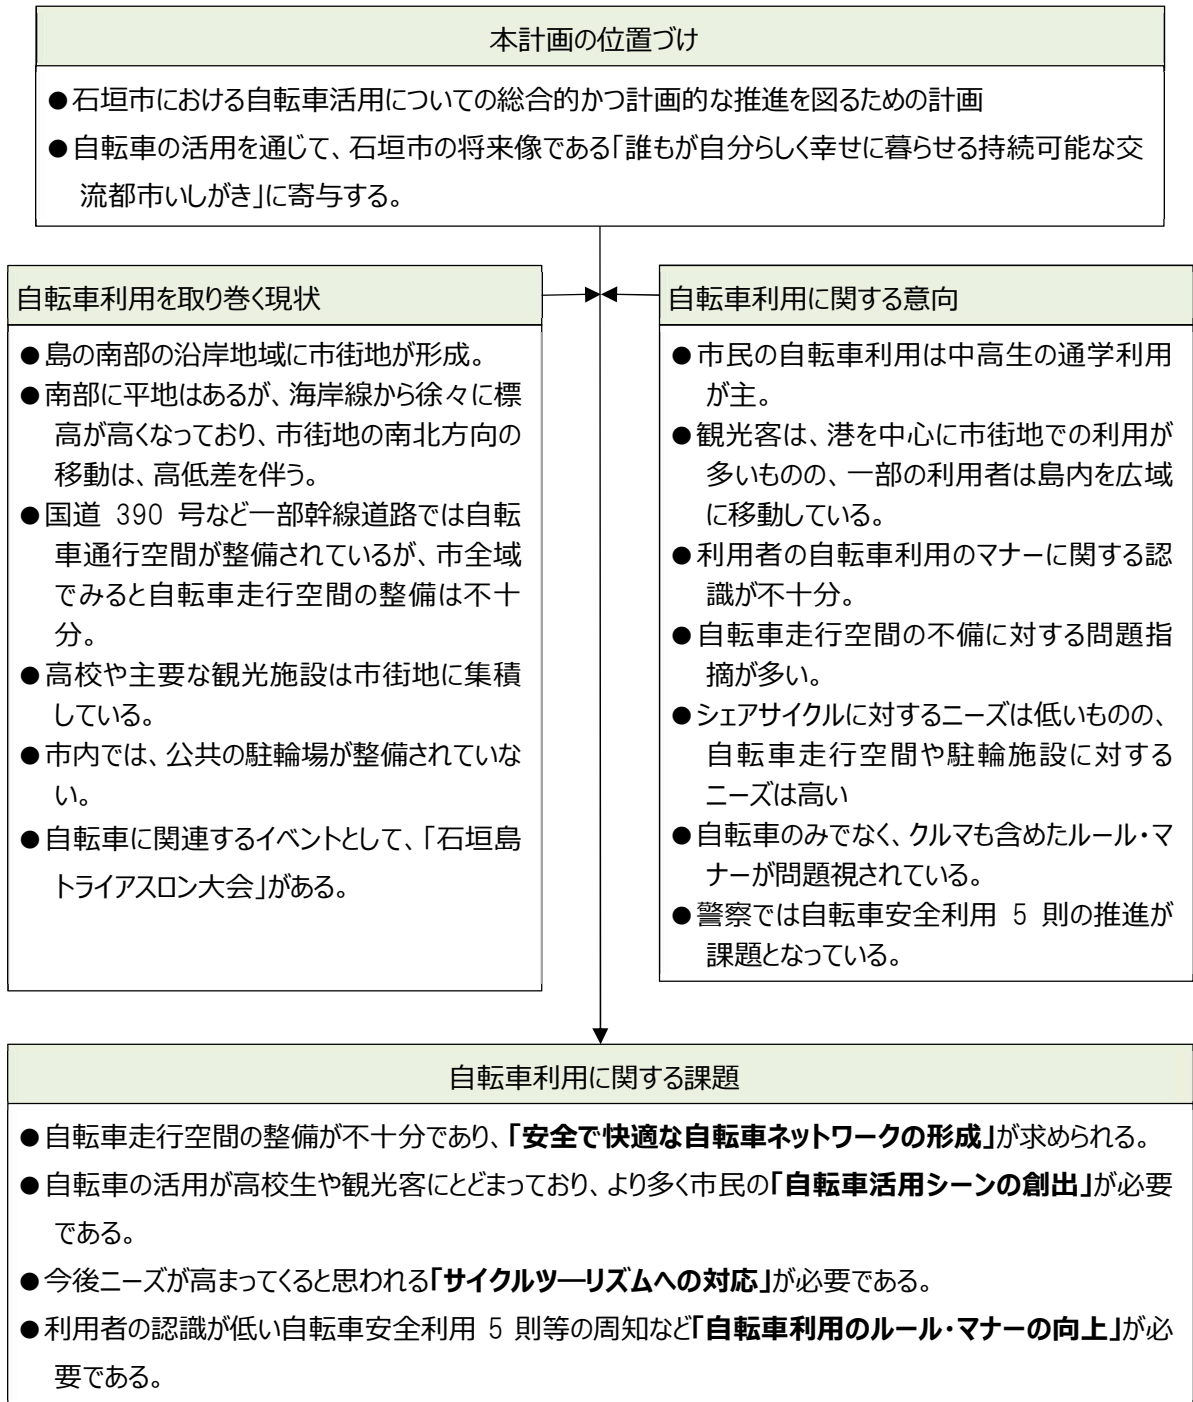 本計画の位置づけ
●石垣市における自転車活用についての総合的かつ計画的な推進を図るための計画
●自転車の活用を通じて、石垣市の将来像である「誰もが自分らしく幸せに暮らせる持続可能な交
流都市いしがき」に寄与する。
自転車利用を取り巻く現状
●島の南部の沿岸地域に市街地が形成。
●南部に平地はあるが、海岸線から徐々に標
高が高くなっており、市街地の南北方向の
移動は、高低差を伴う。
●国道 390 号など一部幹線道路では自転
車通行空間が整備されているが、市全域
でみると自転車走行空間の整備は不十
分。
●高校や主要な観光施設は市街地に集積
している。
●市内では、公共の駐輪場が整備されていな
い。
●自転車に関連するイベントとして、「石垣島
トライアスロン大会」がある。
自転車利用に関する意向
●市民の自転車利用は中高生の通学利用
が主。
●観光客は、港を中心に市街地での利用が
多いものの、一部の利用者は島内を広域
に移動している。
●利用者の自転車利用のマナーに関する認
識が不十分。
●自転車走行空間の不備に対する問題指
摘が多い。
●シェアサイクルに対するニーズは低いものの、
自転車走行空間や駐輪施設に対する
ニーズは高い
●自転車のみでなく、クルマも含めたルール・マ
ナーが問題視されている。
●警察では自転車安全利用 5 則の推進が
課題となっている。
自転車利用に関する課題
●自転車走行空間の整備が不十分であり、「安全で快適な自転車ネットワークの形成」が求められる。
●自転車の活用が高校生や観光客にとどまっており、より多く市民の「自転車活用シーンの創出」が必要
である。
●今後ニーズが高まってくると思われる「サイクルツ―リズムへの対応」が必要である。
●利用者の認識が低い自転車安全利用 5 則等の周知など「自転車利用のルール・マナーの向上」が必
要である。